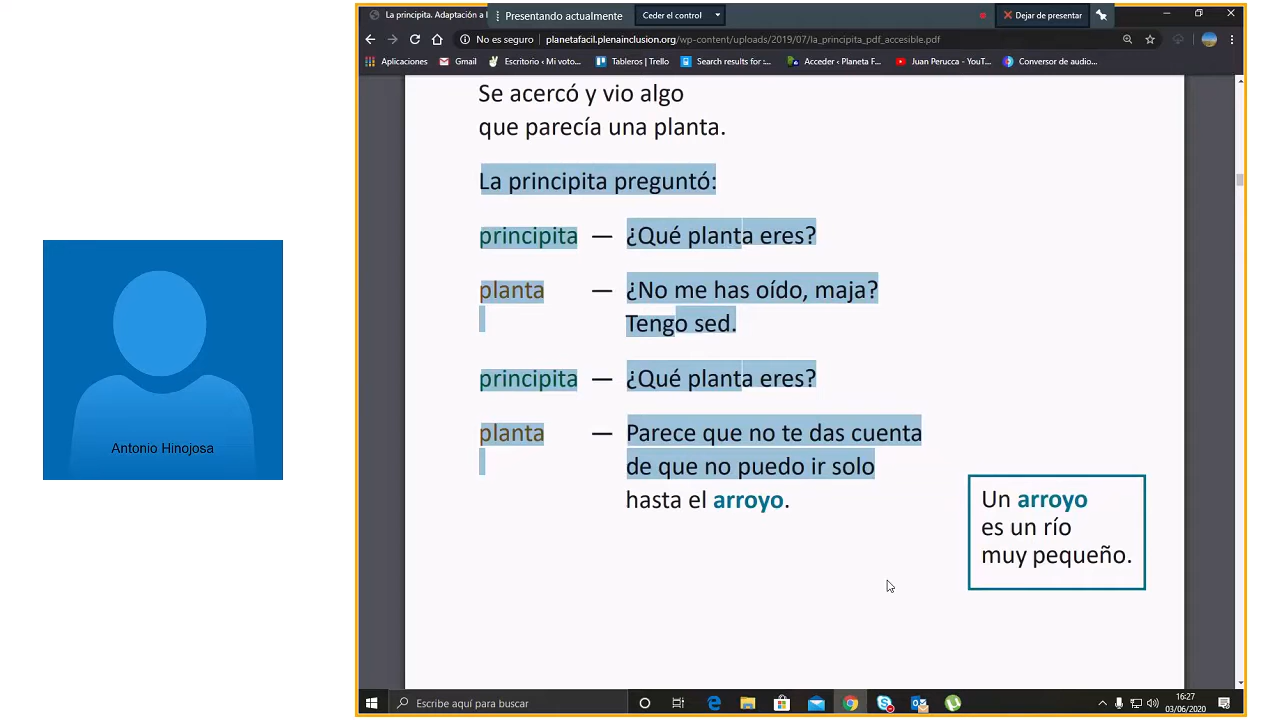 La principita. Adaptación a l
Presentando actualmente
Ceder el control
Dejar de presentar
No es seguro
planetafacil.plenainclusion.org/wp-content/uploads/2019/07/la_principita_pdf_accesible.pdf
Aplicaciones
Gmail
Escritorio ‹ Mi voto...
Tableros | Trello
Search results for :...
Acceder ‹ Planeta F...
Juan Perucca - YouT...
Conversor de audio...
Se acercó y vio algo
que parecía una planta.
La principita preguntó:
principita — ¿Qué planta eres?
planta — ¿No me has oído, maja?
Tengo sed.
principita — ¿Qué planta eres?
planta — Parece que no te das cuenta
de que no puedo ir solo
hasta el arroyo.
Un arroyo
es un río
muy pequeño.
Antonio Hinojosa
Escribe aquí para buscar
16:27
03/06/2020